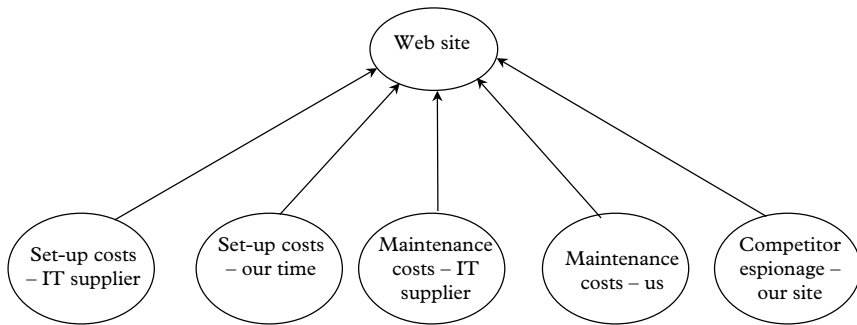 Web site
Set-up costs
– IT supplier
Set-up costs
– our time
Maintenance
costs – IT
supplier
Maintenance
costs – us
Competitor
espionage –
our site